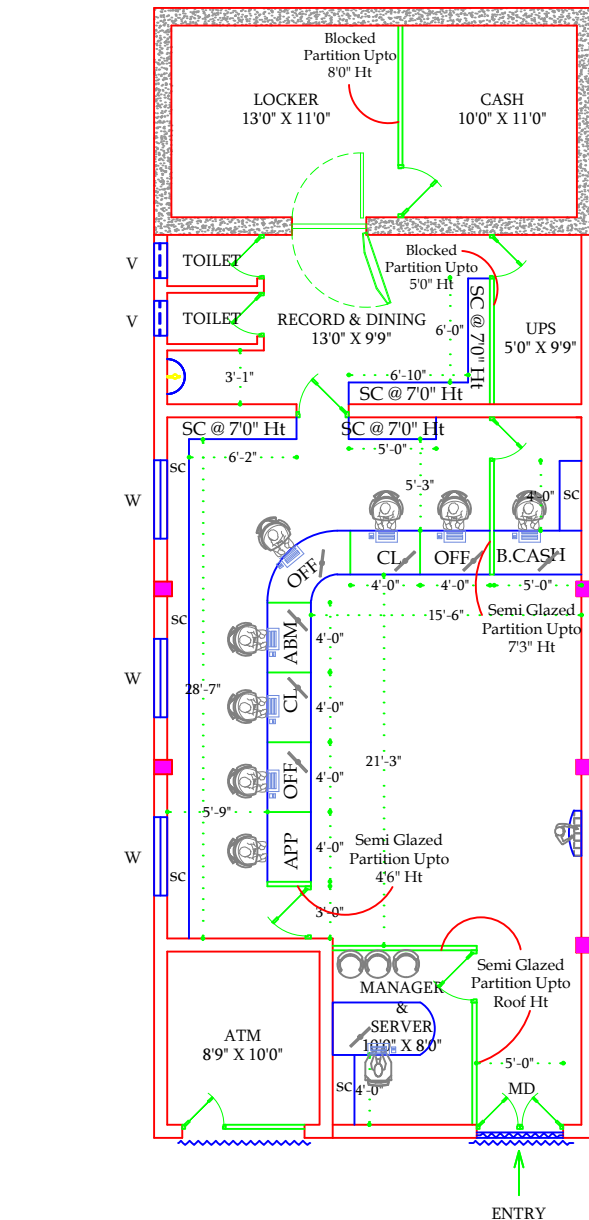 Blocked
Partition Upto
8'0" Ht
LOCKER
13'0" X 11'0"
CASH
10'0" X 11'0"
V
TOILET
Blocked
Partition Upto
5'0" Ht
V
TOILET
RECORD & DINING
13'0" X 9'9"
6'-0"
SC @ 7'0" Ht
UPS
5'0" X 9'9"
3'-1"
6'-10"
SC @ 7'0" Ht
SC @ 7'0" Ht
SC @ 7'0" Ht
6'-2"
5'-0"
SC
5'-3"
4'-0"
SC
W
OFF
CL
OFF
B.CASH
4'-0"
4'-0"
5'-0"
15'-6"
Semi Glazed
Partition Upto
7'3" Ht
SC
ABM
4'-0"
W
28'-7"
CL
4'-0"
OFF
4'-0"
21'-3"
5'-9"
W
SC
APP
4'-0"
Semi Glazed
Partition Upto
4'6" Ht
3'-0"
Semi Glazed
Partition Upto
Roof Ht
MANAGER
&
SERVER
10'0" X 8'0"
ATM
8'9" X 10'0"
SC
4'-0"
5'-0"
MD
ENTRY